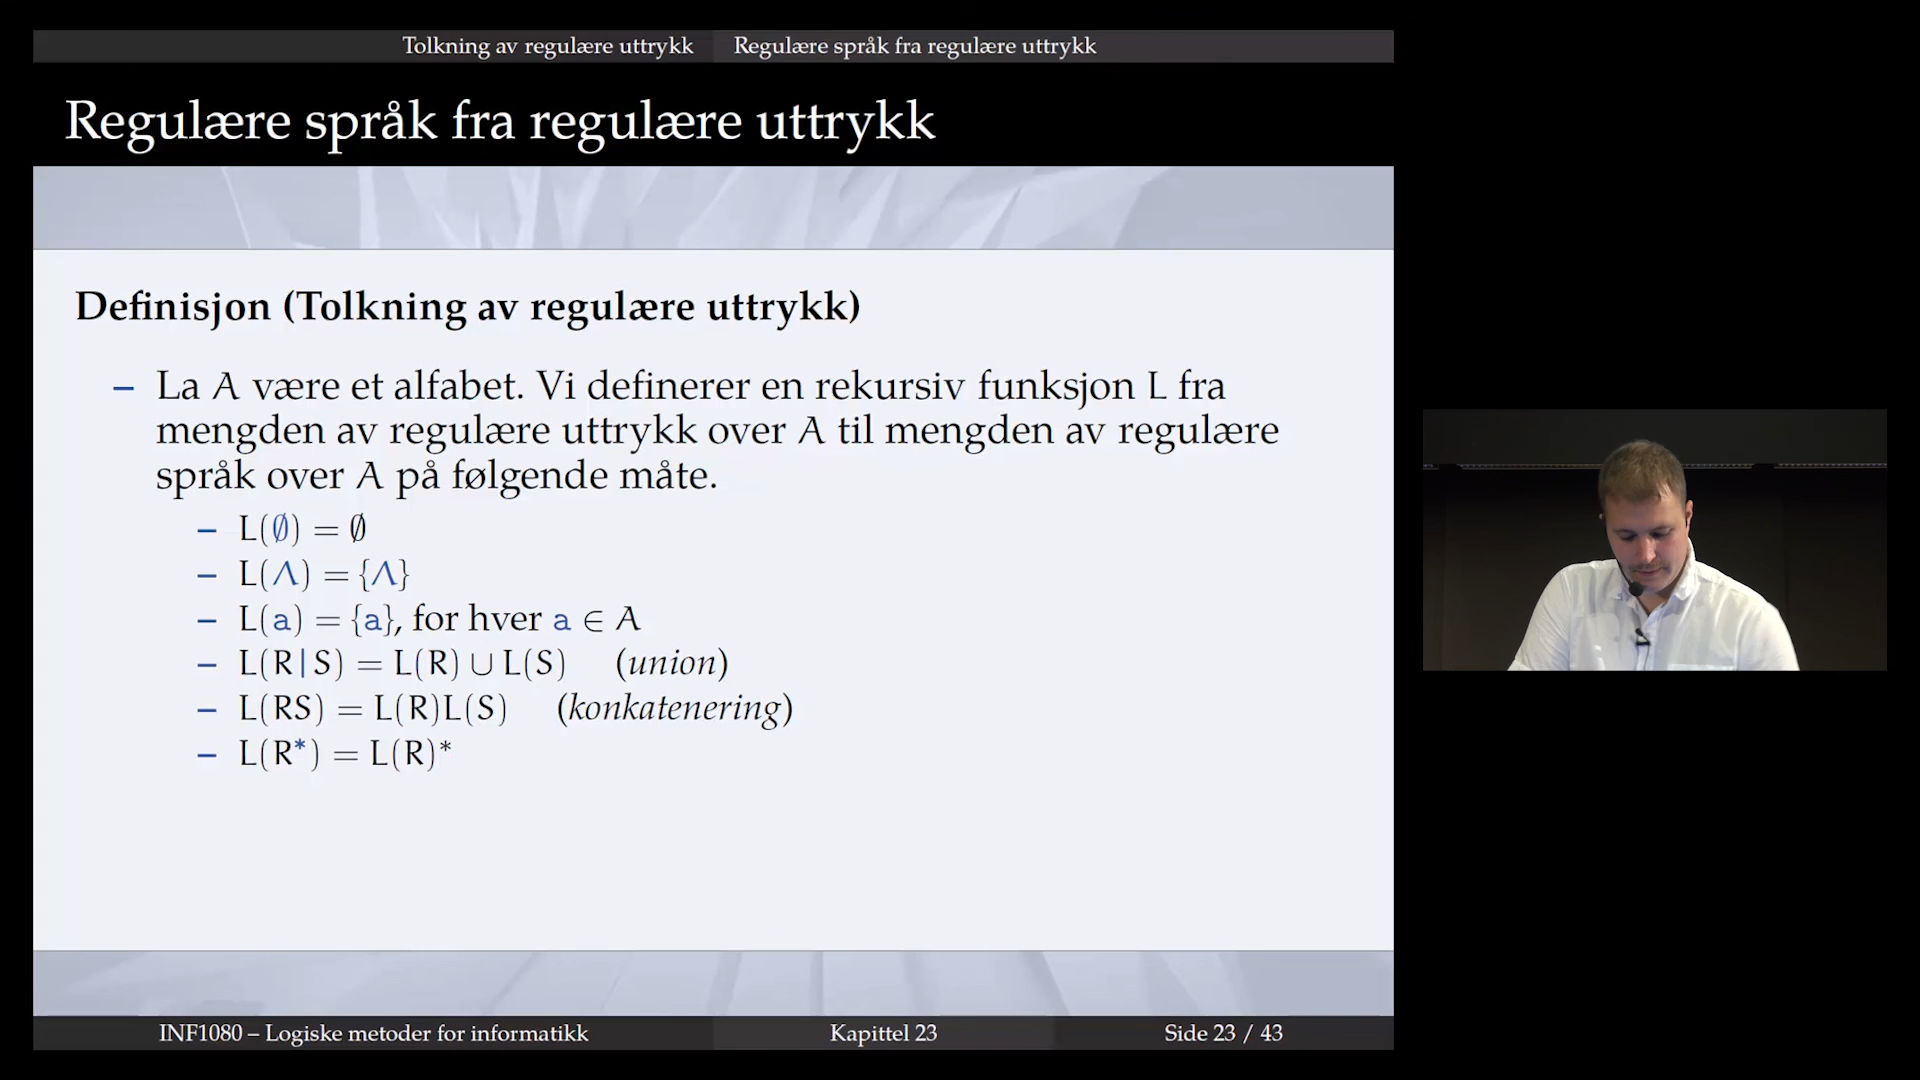 Tolkning av regulære uttrykk Regulære språk fra regulære uttrykk
Regulære språk fra regulære uttrykk
Definisjon (Tolkning av regulære uttrykk)
– La A være et alfabet. Vi definerer en rekursiv funksjon L fra
mengden av regulære uttrykk over A til mengden av regulære
språk over A på følgende måte.
– L(∅) = ∅
– L(Λ) = {Λ}
– L(a) = {a}, for hver a ∈ A
– L(R|S) = L(R) ∪ L(S) (union)
– L(RS) = L(R)L(S) (konkatenering)
– L(R*) = L(R)*
INF1080 – Logiske metoder for informatikk Kapittel 23 Side 23 / 43